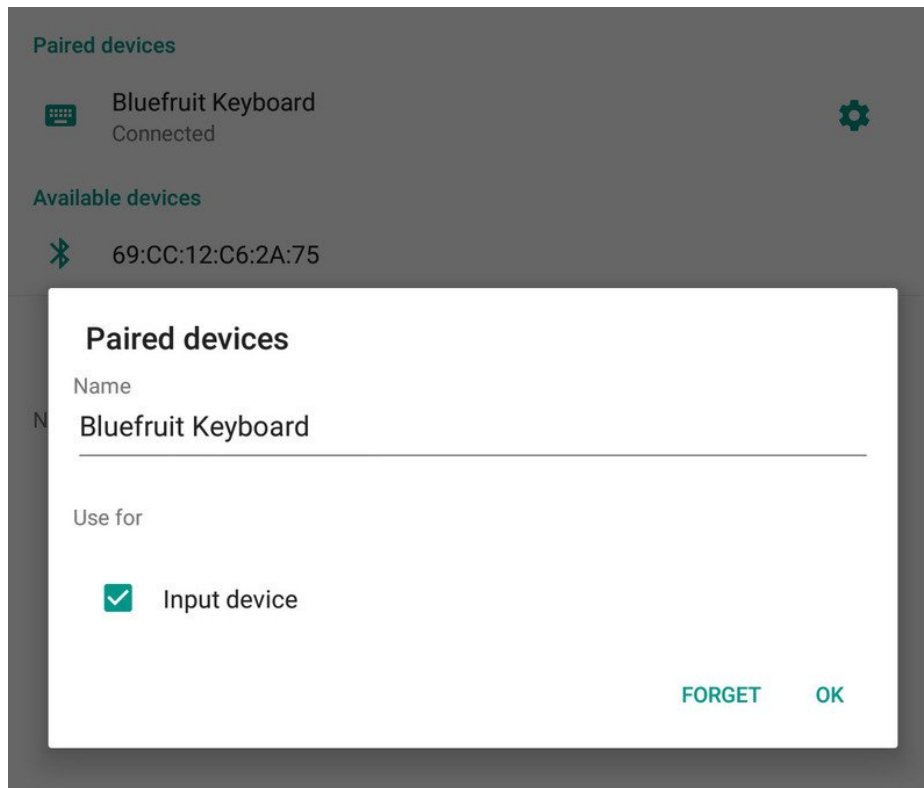 Paired devices
Bluefruit Keyboard
Connected
Available devices
69:CC:12:C6:2A:75
Paired devices
Name
N
Bluefruit Keyboard
Use for
Input device
FORGET OK